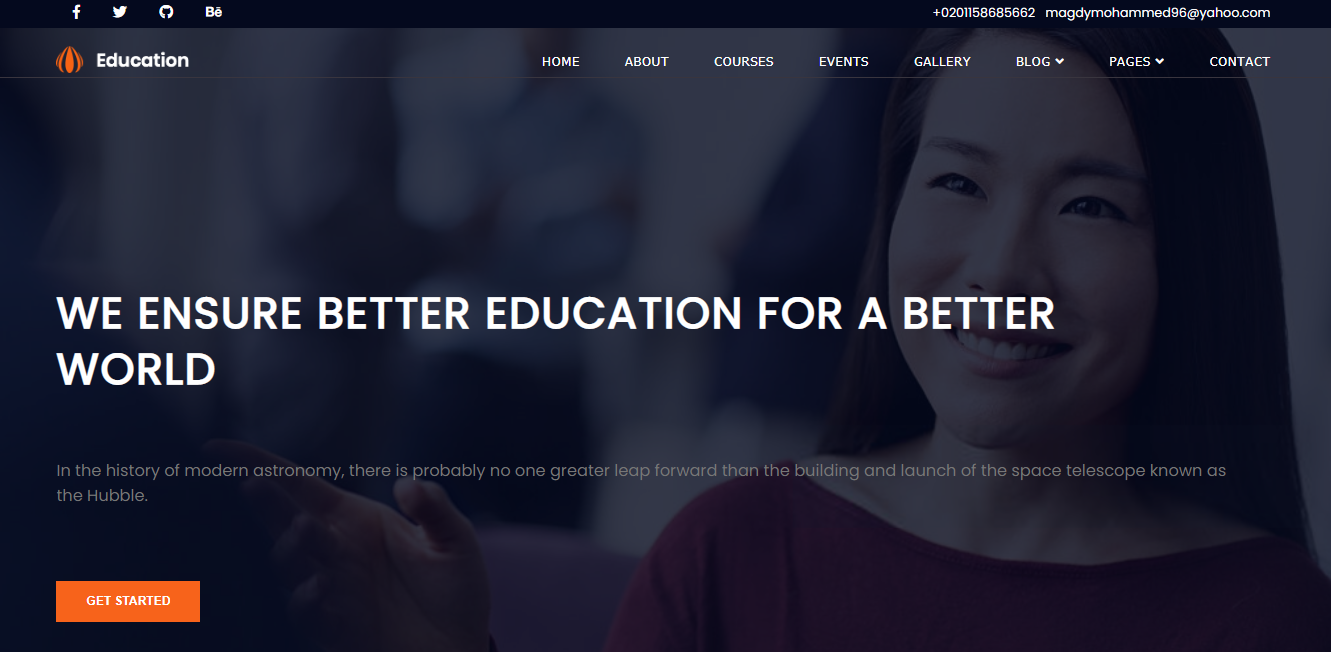 Bē +0201158685662 magdymohammed96@yahoo.com
Education HOME ABOUT COURSES EVENTS GALLERY BLOG PAGES CONTACT
WE ENSURE BETTER EDUCATION FOR A BETTER
WORLD
In the history of modern astronomy, there is probably no one greater leap forward than the building and launch of the space telescope known as
the Hubble.
GET STARTED